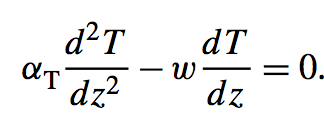 α_T d²T/dz² − w dT/dz = 0.